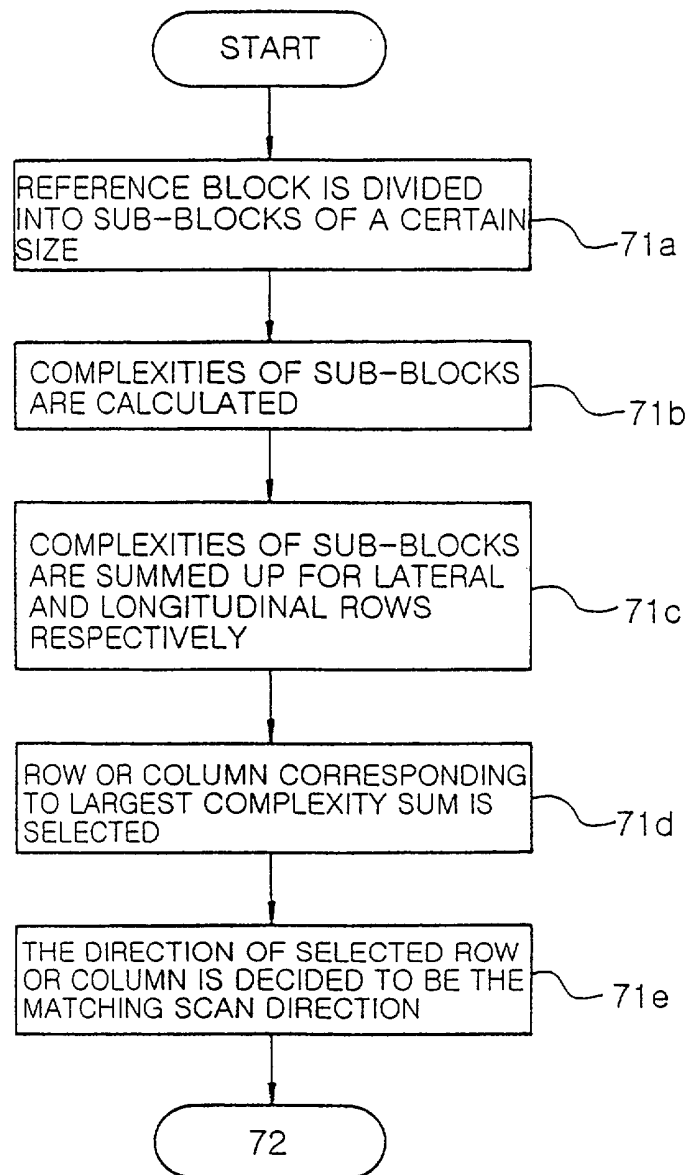 START
REFERENCE BLOCK IS DIVIDED
INTO SUB-BLOCKS OF A CERTAIN
SIZE
71a
COMPLEXITIES OF SUB-BLOCKS
ARE CALCULATED
71b
COMPLEXITIES OF SUB-BLOCKS
ARE SUMMED UP FOR LATERAL
AND LONGITUDINAL ROWS
RESPECTIVELY
71c
ROW OR COLUMN CORRESPONDING
TO LARGEST COMPLEXITY SUM IS
SELECTED
71d
THE DIRECTION OF SELECTED ROW
OR COLUMN IS DECIDED TO BE THE
MATCHING SCAN DIRECTION
71e
72